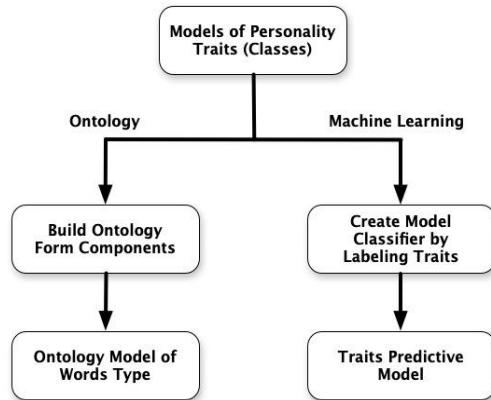 Models of Personality
Traits (Classes)
Ontology
Machine Learning
Build Ontology
Form Components
Create Model
Classifier by
Labeling Traits
Ontology Model of
Words Type
Traits Predictive
Model